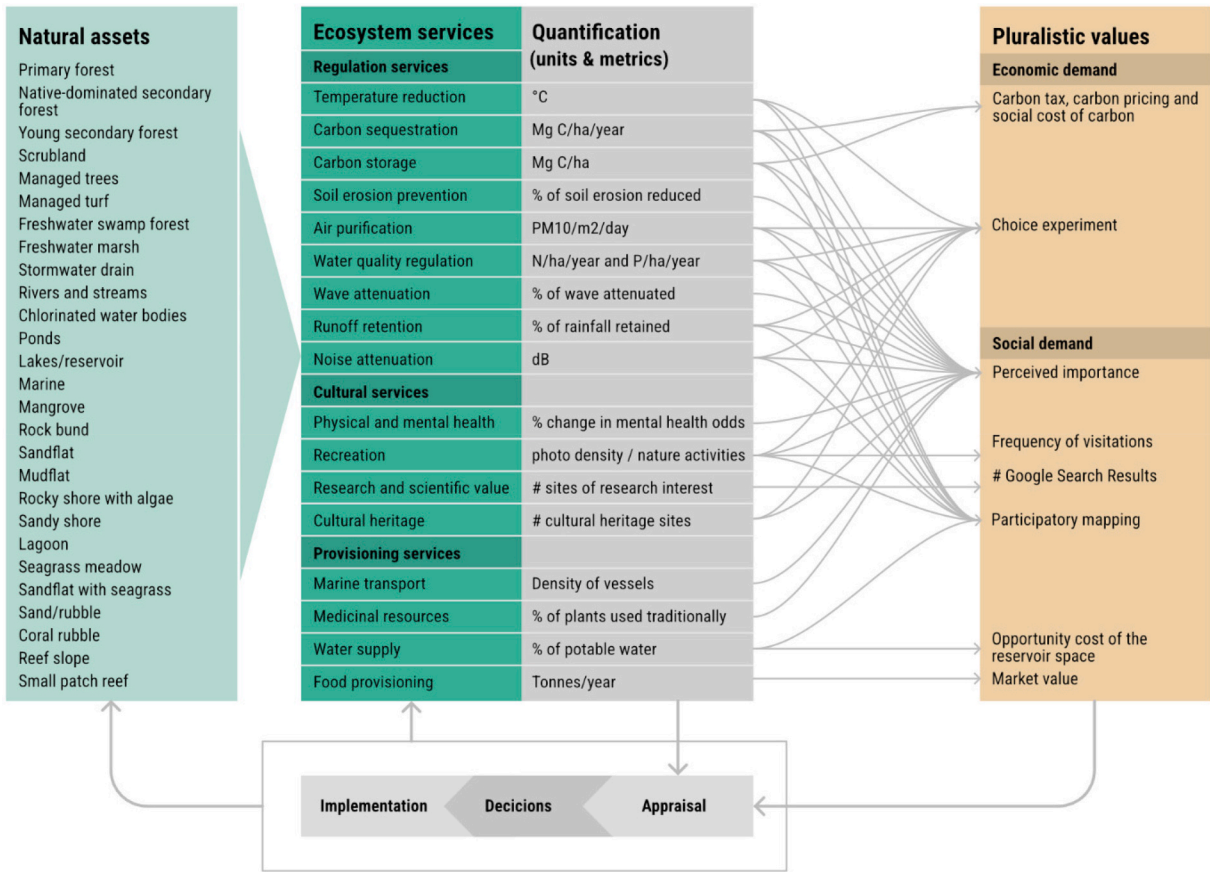 Natural assets
Primary forest
Native-dominated secondary
forest
Young secondary forest
Scrubland
Managed trees
Managed turf
Freshwater swamp forest
Freshwater marsh
Stormwater drain
Rivers and streams
Chlorinated water bodies
Ponds
Lakes/reservoir
Marine
Mangrove
Rock bund
Sandflat
Mudflat
Rocky shore with algae
Sandy shore
Lagoon
Seagrass meadow
Sandflat with seagrass
Sand/rubble
Coral rubble
Reef slope
Small patch reef
Ecosystem services Quantification
(units & metrics)
Regulation services
Temperature reduction °C
Carbon sequestration Mg C/ha/year
Carbon storage Mg C/ha
Soil erosion prevention % of soil erosion reduced
Air purification PM10/m2/day
Water quality regulation N/ha/year and P/ha/year
Wave attenuation % of wave attenuated
Runoff retention % of rainfall retained
Noise attenuation dB
Cultural services
Physical and mental health % change in mental health odds
Recreation photo density / nature activities
Research and scientific value # sites of research interest
Cultural heritage # cultural heritage sites
Provisioning services
Marine transport Density of vessels
Medicinal resources % of plants used traditionally
Water supply % of potable water
Food provisioning Tonnes/year
Pluralistic values
Economic demand
Carbon tax, carbon pricing and
social cost of carbon
Choice experiment
Social demand
Perceived importance
Frequency of visitations
# Google Search Results
Participatory mapping
Opportunity cost of the
reservoir space
Market value
Implementation Decicions Appraisal